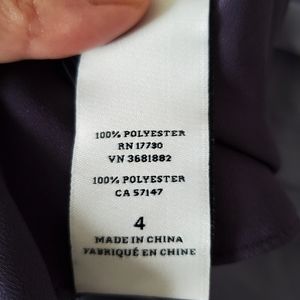 100% POLYESTER
RN 17730
VN 3681882
100% POLYESTER
CA 57147
4
MADE IN CHINA
FABRIQUÉ EN CHINE